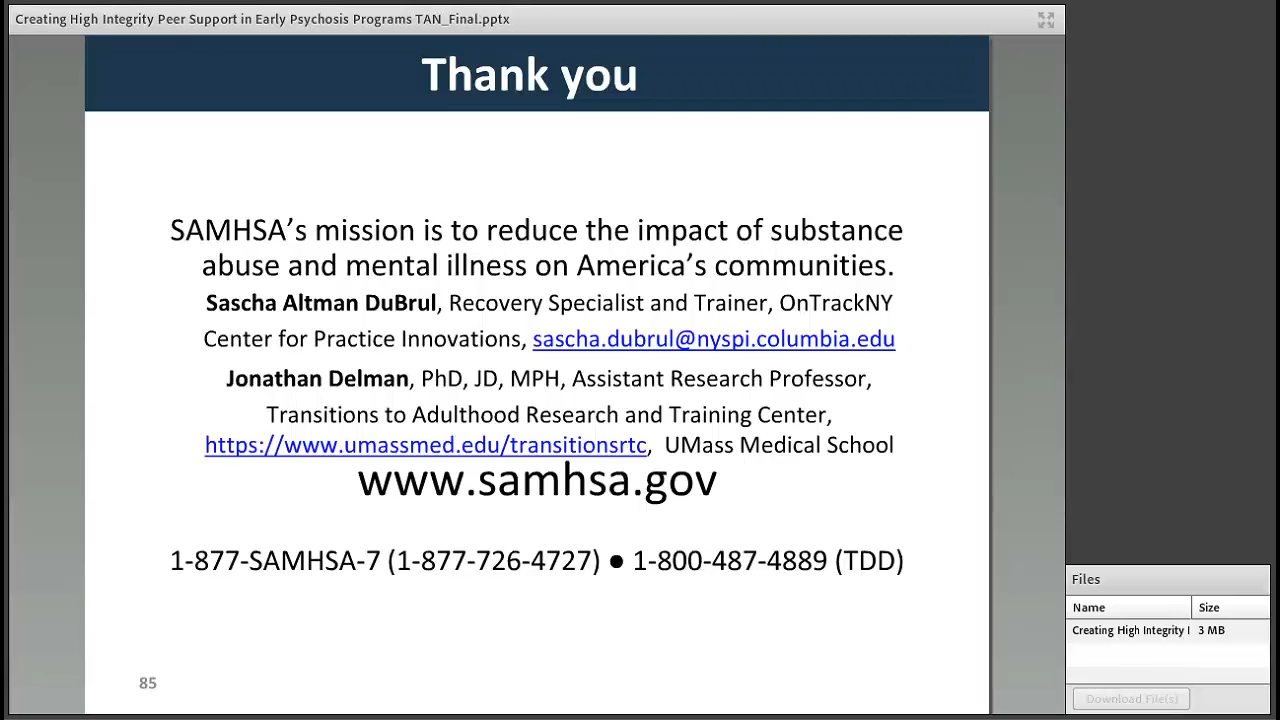 Creating High Integrity Peer Support in Early Psychosis Programs TAN_Final.pptx
Thank you
SAMHSA’s mission is to reduce the impact of substance
abuse and mental illness on America’s communities.
Sascha Altman DuBrul, Recovery Specialist and Trainer, OnTrackNY
Center for Practice Innovations, sascha.dubrul@nyspi.columbia.edu
Jonathan Delman, PhD, JD, MPH, Assistant Research Professor,
Transitions to Adulthood Research and Training Center,
https://www.umassmed.edu/transitionsrtc, UMass Medical School
www.samhsa.gov
1-877-SAMHSA-7 (1-877-726-4727) ● 1-800-487-4889 (TDD)
85
Files
Name Size
Creating High Integrity I 3 MB
Download File(s)